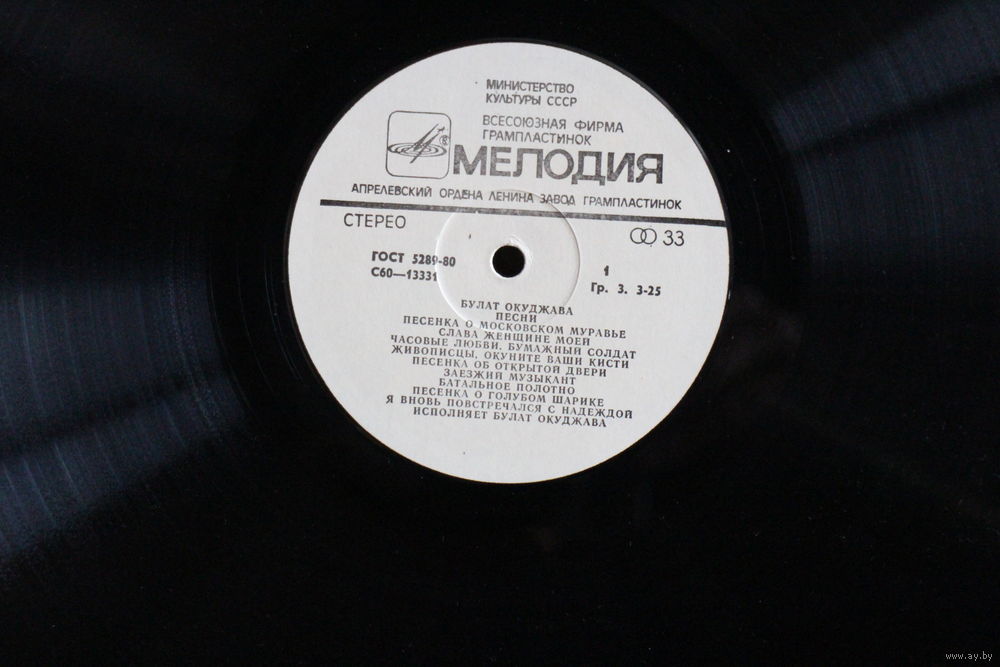 МИНИСТЕРСТВО
КУЛЬТУРЫ СССР
ВСЕСОЮЗНАЯ ФИРМА
ГРАМПЛАСТИНОК
МЕЛОДИЯ
АПРЕЛЕВСКИЙ ОРДЕНА ЛЕНИНА ЗАВОД ГРАМПЛАСТИНОК
СТЕРЕО
33
ГОСТ 5289-80
С60—13331
1
Гр. 3. 3-25
БУЛАТ ОКУДЖАВА
ПЕСНИ
ПЕСЕНКА О МОСКОВСКОМ МУРАВЬЕ
СЛАВА ЖЕНЩИНЕ МОЕЙ
ЧАСОВЫЕ ЛЮБВИ. БУМАЖНЫЙ СОЛДАТ
ЖИВОПИСЦЫ, ОКУНИТЕ ВАШИ КИСТИ
ПЕСЕНКА ОБ ОТКРЫТОЙ ДВЕРИ
ЗАЕЗЖИЙ МУЗЫКАНТ
БАТАЛЬНОЕ ПОЛОТНО
ПЕСЕНКА О ГОЛУБОМ ШАРИКЕ
Я ВНОВЬ ПОВСТРЕЧАЛСЯ С НАДЕЖДОЙ
ИСПОЛНЯЕТ БУЛАТ ОКУДЖАВА
www.ay.by